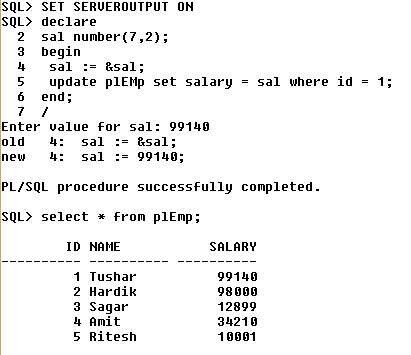 SQL> SET SERVEROUTPUT ON
SQL> declare
  2  sal number(7,2);
  3  begin
  4   sal := &sal;
  5   update plEMp set salary = sal where id = 1;
  6  end;
  7  /
Enter value for sal: 99140
old   4:  sal := &sal;
new   4:  sal := 99140;

PL/SQL procedure successfully completed.

SQL> select * from plEmp;

        ID NAME           SALARY
---------- ---------- ----------
         1 Tushar          99140
         2 Hardik          98000
         3 Sagar           12899
         4 Amit            34210
         5 Ritesh          10001